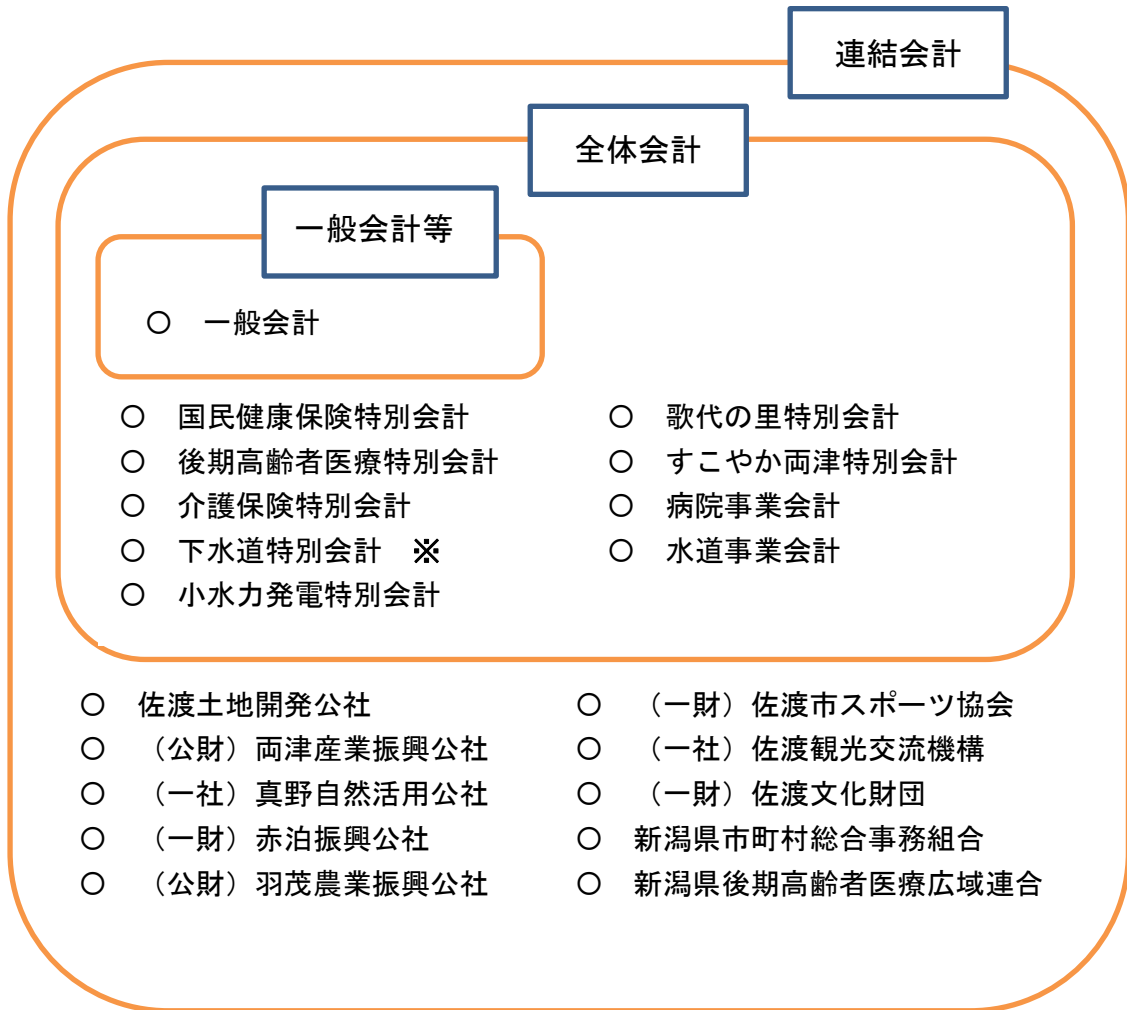 連結会計
全体会計
一般会計等
〇 一般会計
〇 国民健康保険特別会計
〇 後期高齢者医療特別会計
〇 介護保険特別会計
〇 下水道特別会計 ※
〇 小水力発電特別会計
〇 歌代の里特別会計
〇 すこやか両津特別会計
〇 病院事業会計
〇 水道事業会計
〇 佐渡土地開発公社
〇 （公財）両津産業振興公社
〇 （一社）真野自然活用公社
〇 （一財）赤泊振興公社
〇 （公財）羽茂農業振興公社
〇 （一財）佐渡市スポーツ協会
〇 （一社）佐渡観光交流機構
〇 （一財）佐渡文化財団
〇 新潟県市町村総合事務組合
〇 新潟県後期高齢者医療広域連合